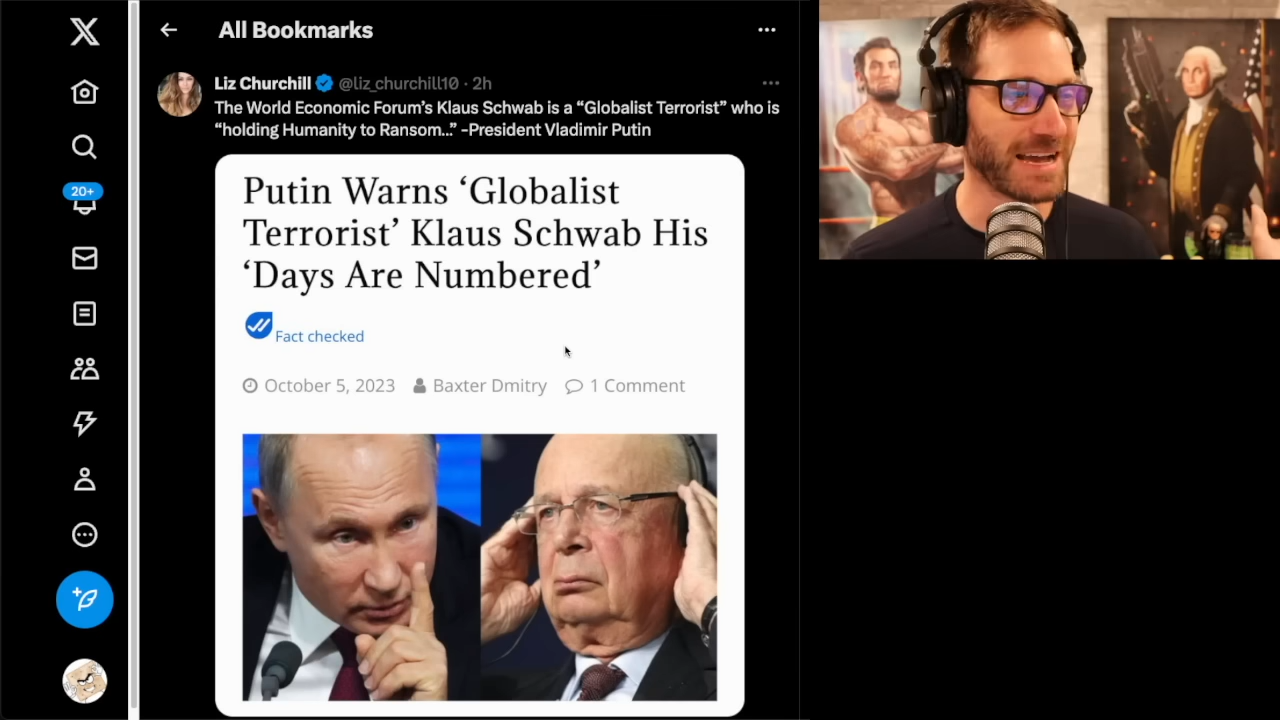 All Bookmarks
Liz Churchill @liz_churchill10 · 2h
The World Economic Forum’s Klaus Schwab is a “Globalist Terrorist” who is
“holding Humanity to Ransom…” -President Vladimir Putin
20+
Putin Warns ‘Globalist
Terrorist’ Klaus Schwab His
‘Days Are Numbered’
Fact checked
October 5, 2023 Baxter Dmitry 1 Comment